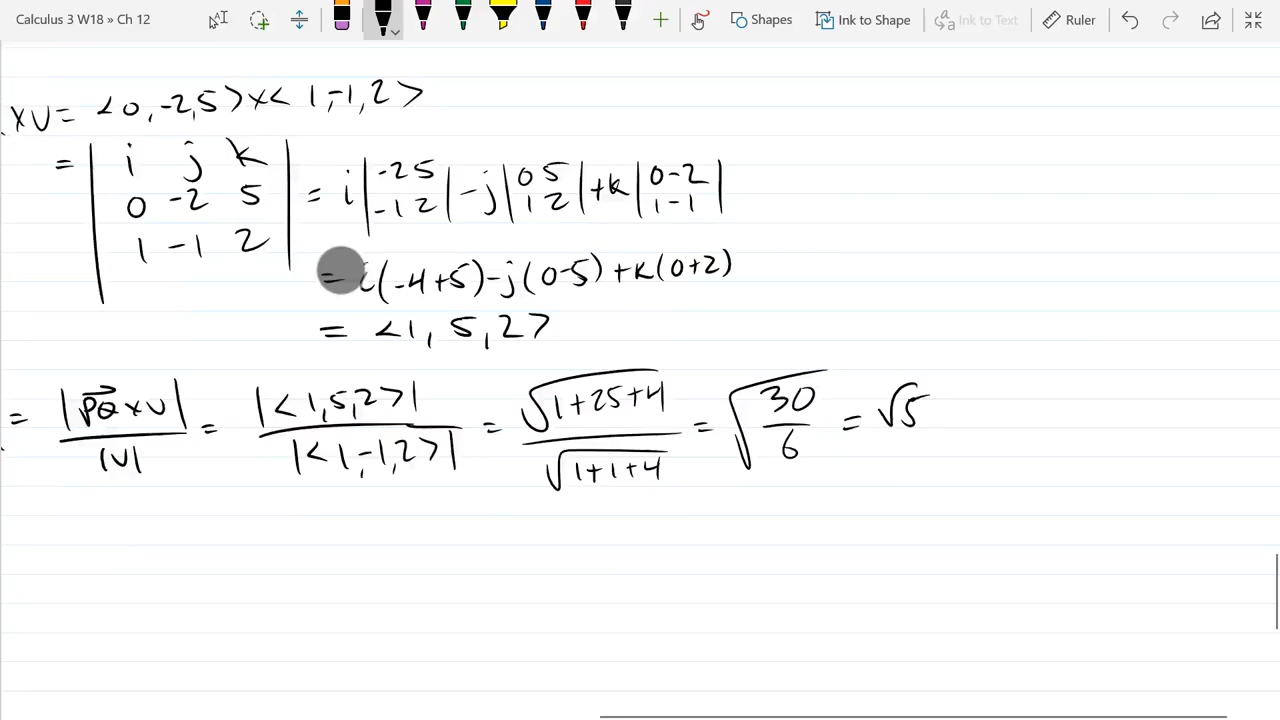 Calculus 3 W18 » Ch 12
Shapes
Ink to Shape
Ink to Text
Ruler
XU = <0, -2, 5> X < 1, -1, 2 >
= | i j k |
| 0 -2 5 |
| 1 -1 2 |
= i | -2 5 | - j | 0 5 | + k | 0 -2 |
| -1 2 | | 1 2 | | 1 -1 |
= i(-4+5) - j(0-5) + k(0+2)
= <1, 5, 2>
= |PQ x U| / |U| = |<1, 5, 2>| / |<1, -1, 2>| = √1+25+4 / √1+1+4 = √30/6 = √5